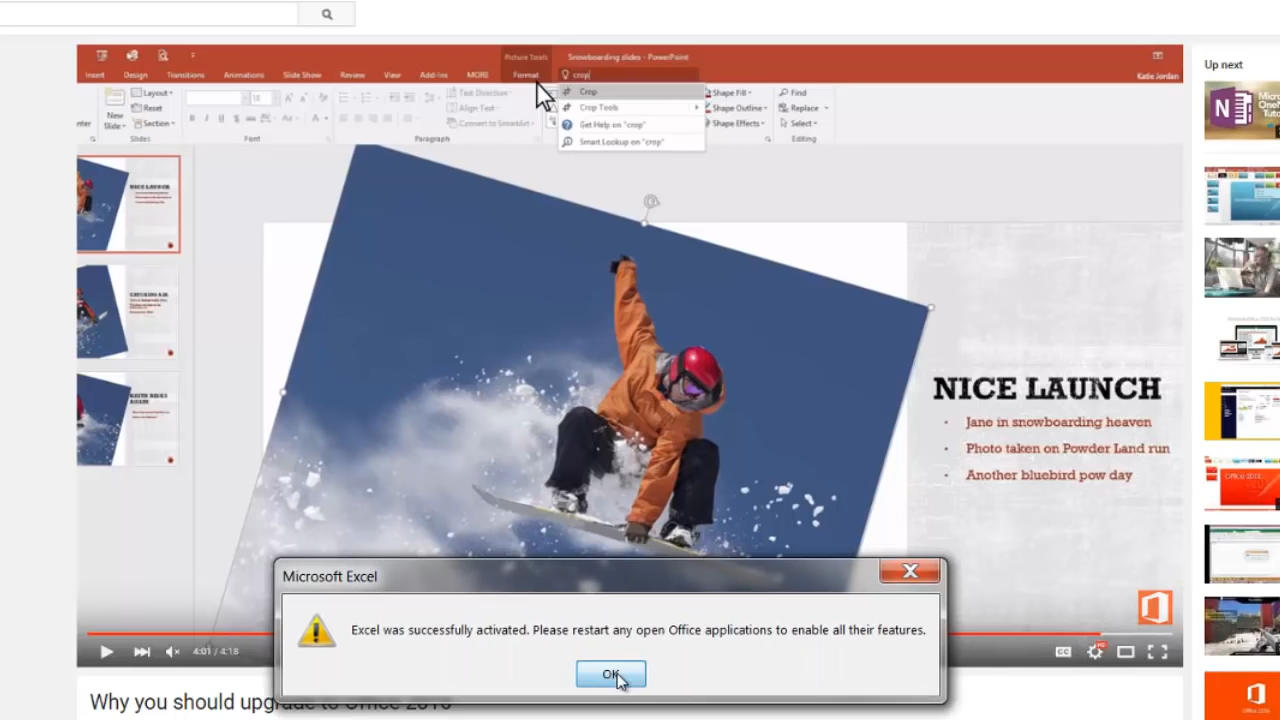 Picture Tools
Snowboarding slides - PowerPoint
Insert Design Transitions Animations Slide Show Review View Add-ins MORE Format crop Katie Jordan
Up next
Crop
Crop Tools
Get Help on "crop"
Smart Lookup on "crop"
New
Slide
Layout
Reset
Section
Slides
18
Font
Text Direction
Align Text
Convert to SmartArt
Paragraph
Shape Fill
Shape Outline
Shape Effects
Find
Replace
Select
Editing
NICE LAUNCH
NICE LAUNCH
• Jane in snowboarding heaven
• Photo taken on Powder Land run
• Another bluebird pow day
Microsoft Excel
Excel was successfully activated. Please restart any open Office applications to enable all their features.
OK
4:01 / 4:18
CC
HD
Why you should upgrade to Office 2016